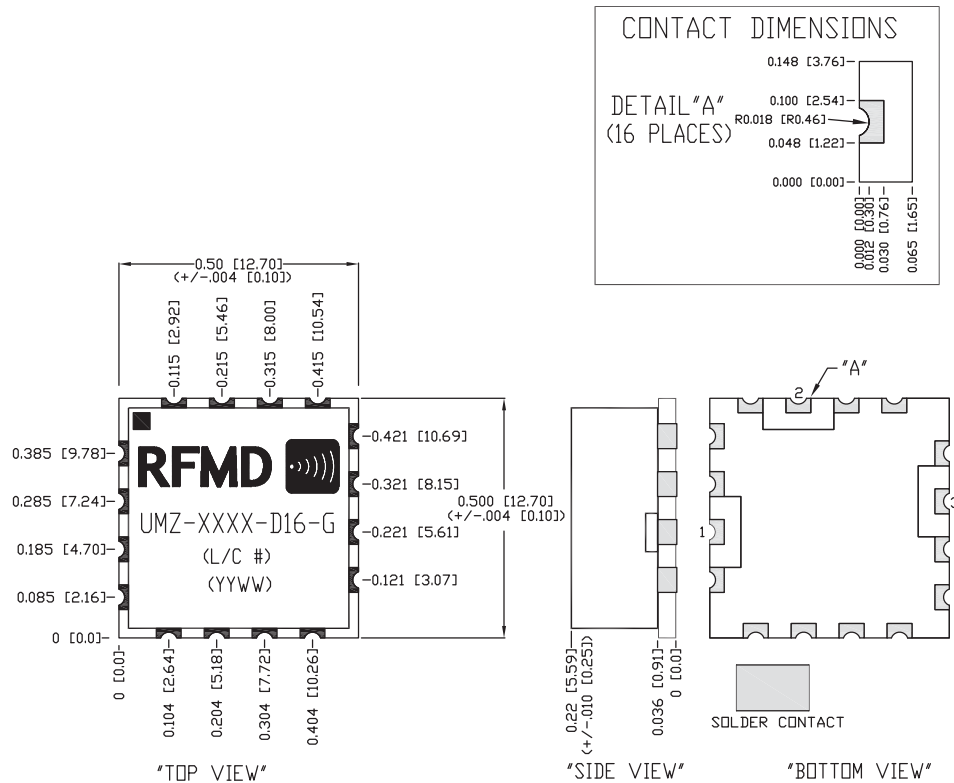 CONTACT DIMENSIONS
0.148 [3.76]
DETAIL"A"
(16 PLACES)
0.100 [2.54]
R0.018 [R0.46]
0.048 [1.22]
0.000 [0.00]
0.000 [0.00]
0.012 [0.30]
0.030 [0.76]
0.065 [1.65]
0.50 [12.70]
(+/-.004 [0.10])
0.115 [2.92]
0.215 [5.46]
0.315 [8.00]
0.415 [10.54]
0.385 [9.78]
0.285 [7.24]
0.185 [4.70]
0.085 [2.16]
0 [0.0]
RFMD
UMZ-XXXX-D16-G
(L/C #)
(YYWW)
0.421 [10.69]
0.321 [8.15]
0.221 [5.61]
0.121 [3.07]
0.500 [12.70]
(+/-.004 [0.10])
0 [0.0]
0.104 [2.64]
0.204 [5.18]
0.304 [7.72]
0.404 [10.26]
"TOP VIEW"
0.22 [5.59]
(+/-.010 [0.25])
0.036 [0.91]
0 [0.0]
"SIDE VIEW"
"A"
2
1
3
SOLDER CONTACT
"BOTTOM VIEW"